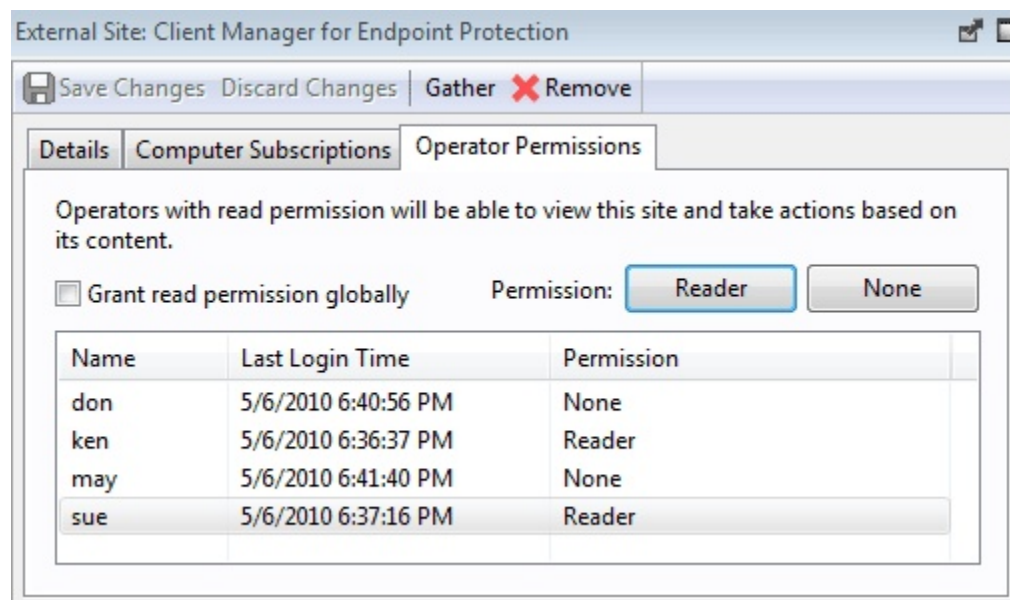 External Site: Client Manager for Endpoint Protection
Save Changes Discard Changes Gather Remove
Details Computer Subscriptions Operator Permissions
Operators with read permission will be able to view this site and take actions based on
its content.
Grant read permission globally Permission: Reader None
Name Last Login Time Permission
don 5/6/2010 6:40:56 PM None
ken 5/6/2010 6:36:37 PM Reader
may 5/6/2010 6:41:40 PM None
sue 5/6/2010 6:37:16 PM Reader